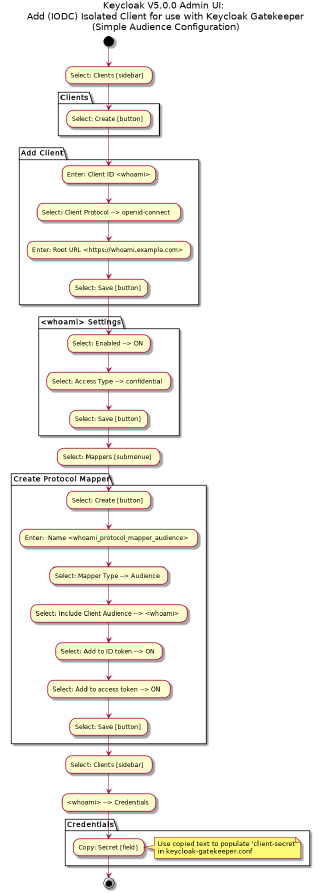 Keycloak V5.0.0 Admin UI:
Add (IODC) Isolated Client for use with Keycloak Gatekeeper
(Simple Audience Configuration)
Select: Clients [sidebar]
Clients
Select: Create [button]
Add Client
Enter: Client ID <whoami>
Select: Client Protocol --> openid-connect
Enter: Root URL <https://whoami.example.com>
Select: Save [button]
<whoami> Settings
Select: Enabled --> ON
Select: Access Type --> confidential
Select: Save [button]
Select: Mappers [submenue]
Create Protocol Mapper
Select: Create [button]
Enter:  Name <whoami_protocol_mapper_audience>
Select: Mapper Type --> Audience
Select: Include Client Audience --> <whoami>
Select: Add to ID token --> ON
Select: Add to access token --> ON
Select: Save [button]
Select: Clients [sidebar]
<whoami> --> Credentials
Credentials
Copy: Secret [field]
Use copied text to populate 'client-secret'
in keycloak-gatekeeper.conf